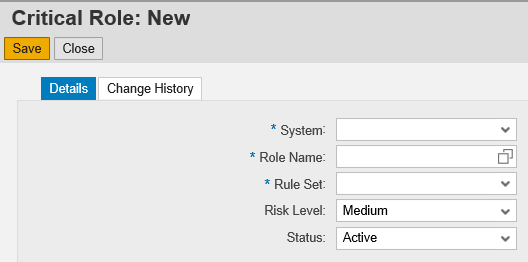 Critical Role: New
Save Close
Details Change History
* System:
* Role Name:
* Rule Set:
Risk Level: Medium
Status: Active